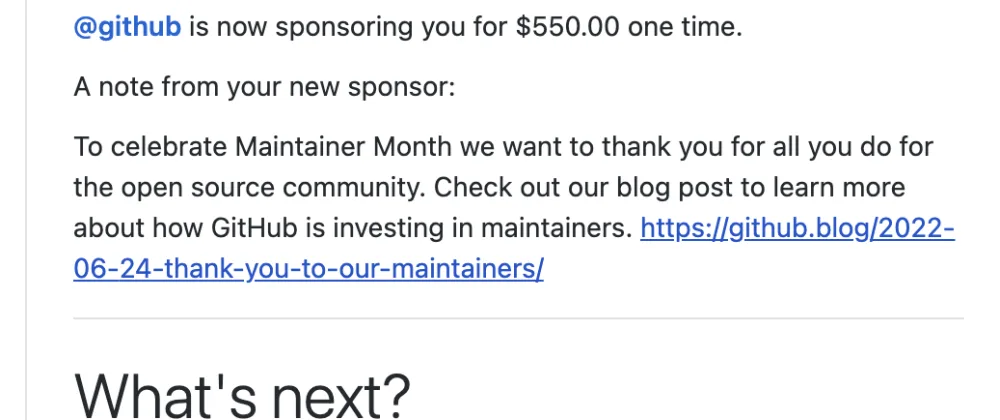 @github is now sponsoring you for $550.00 one time.
A note from your new sponsor:
To celebrate Maintainer Month we want to thank you for all you do for
the open source community. Check out our blog post to learn more
about how GitHub is investing in maintainers. https://github.blog/2022-
06-24-thank-you-to-our-maintainers/
What's next?